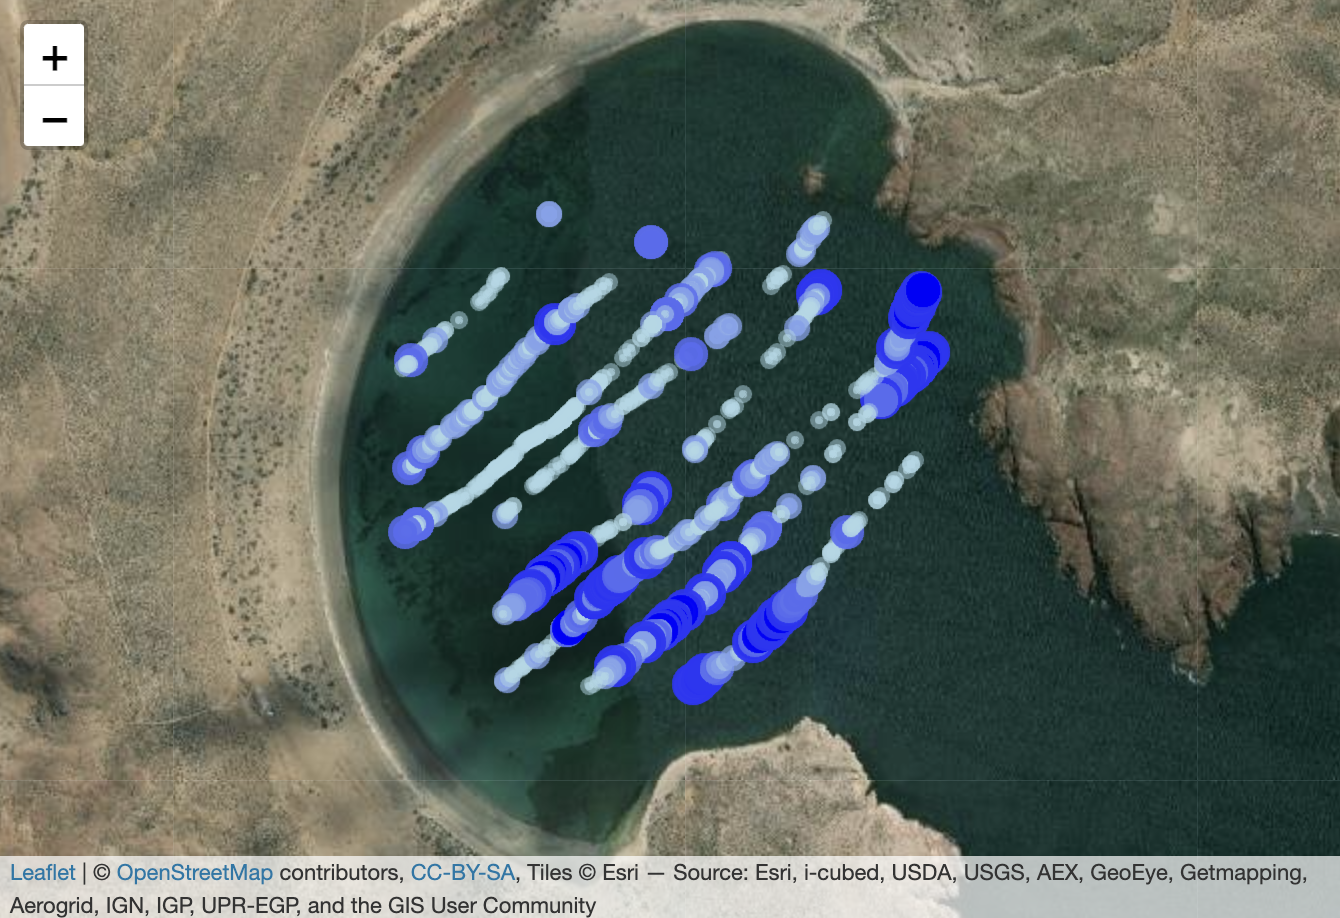 +
−
Leaflet | © OpenStreetMap contributors, CC-BY-SA, Tiles © Esri — Source: Esri, i-cubed, USDA, USGS, AEX, GeoEye, Getmapping,
Aerogrid, IGN, IGP, UPR-EGP, and the GIS User Community